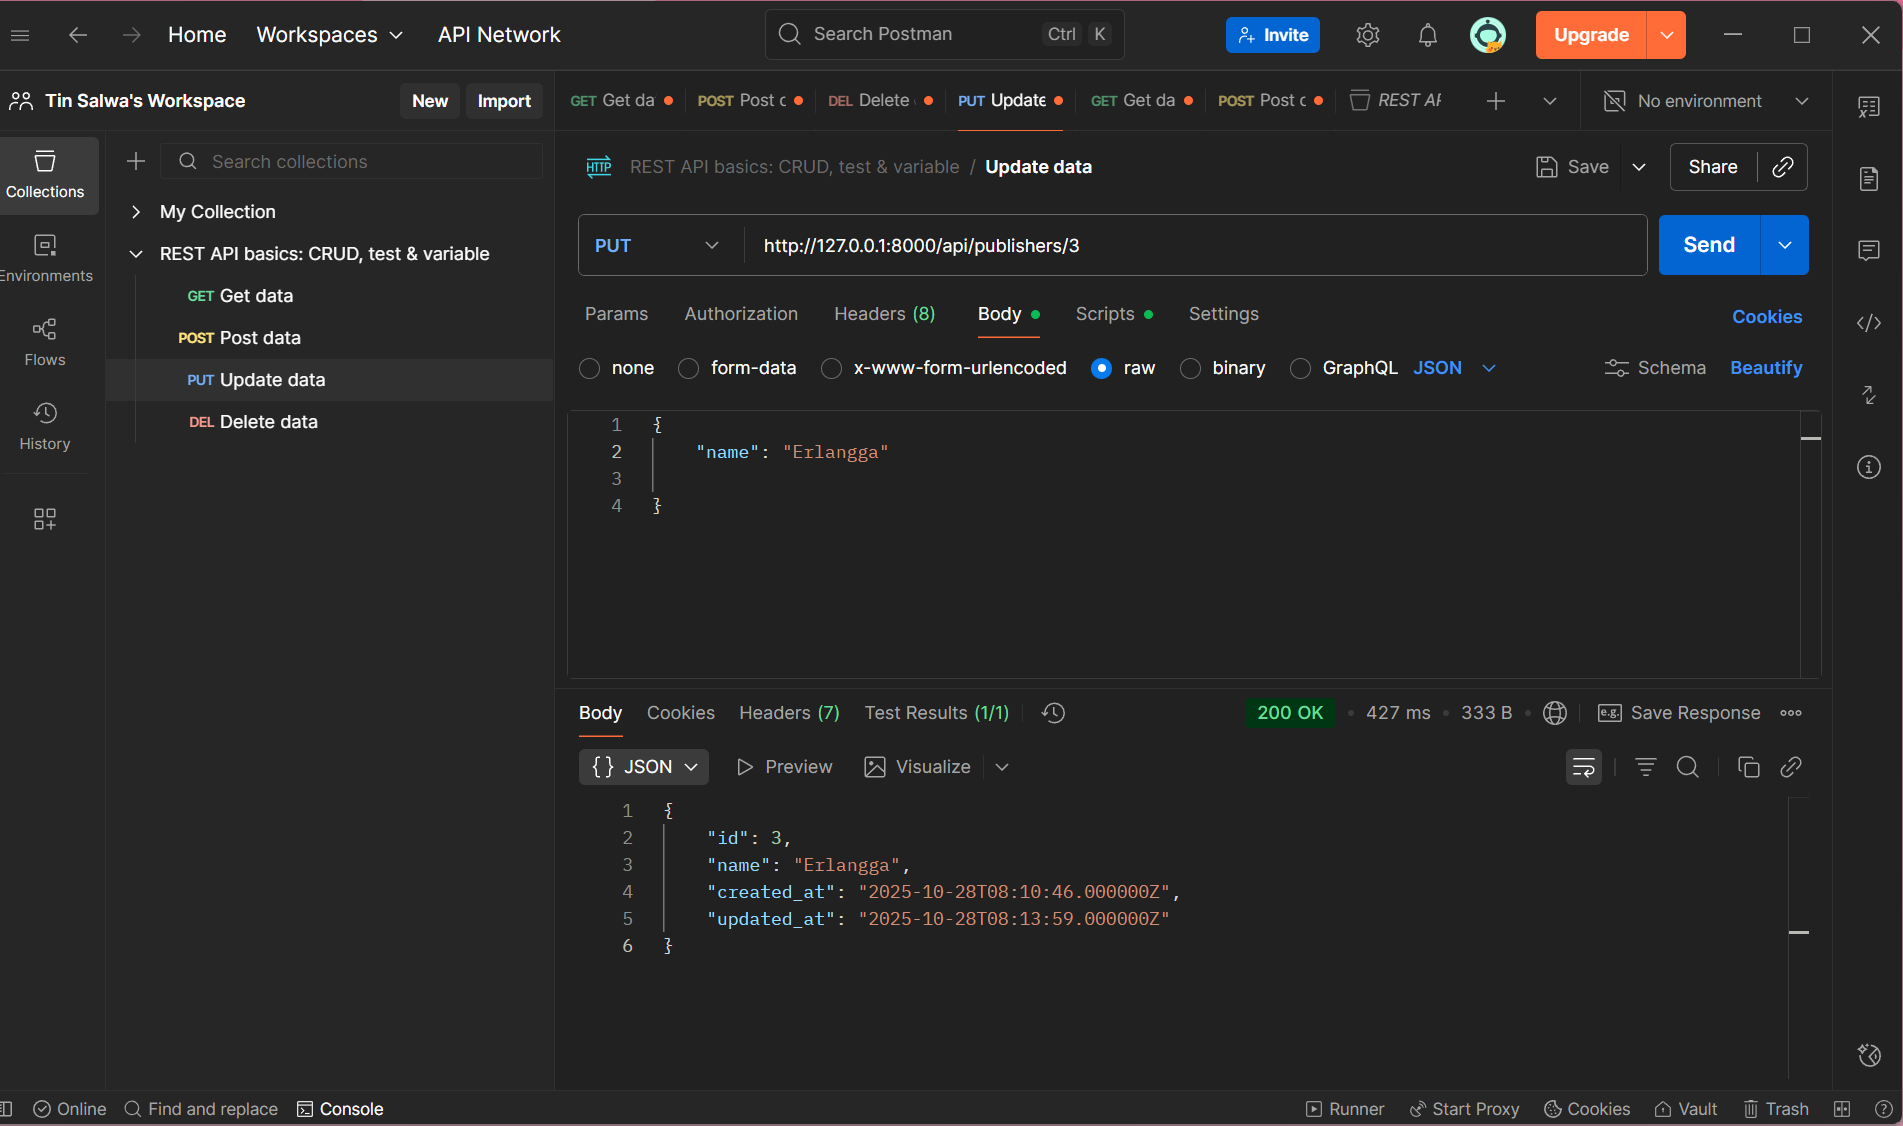 Home Workspaces API Network Search Postman Ctrl K Invite Upgrade
Tin Salwa's Workspace New Import
GET Get da POST Post c DEL Delete PUT Update GET Get da POST Post c REST AF No environment
Collections
Environments
Flows
History
Search collections
My Collection
REST API basics: CRUD, test & variable
GET Get data
POST Post data
PUT Update data
DEL Delete data
HTTP REST API basics: CRUD, test & variable / Update data Save Share
PUT http://127.0.0.1:8000/api/publishers/3 Send
Params Authorization Headers (8) Body Scripts Settings Cookies
none form-data x-www-form-urlencoded raw binary GraphQL JSON Schema Beautify
1 {
2 "name": "Erlangga"
3
4 }
Body Cookies Headers (7) Test Results (1/1) 200 OK 427 ms 333 B e.g. Save Response
{} JSON Preview Visualize
1 {
2 "id": 3,
3 "name": "Erlangga",
4 "created_at": "2025-10-28T08:10:46.000000Z",
5 "updated_at": "2025-10-28T08:13:59.000000Z"
6 }
Online Find and replace Console Runner Start Proxy Cookies Vault Trash